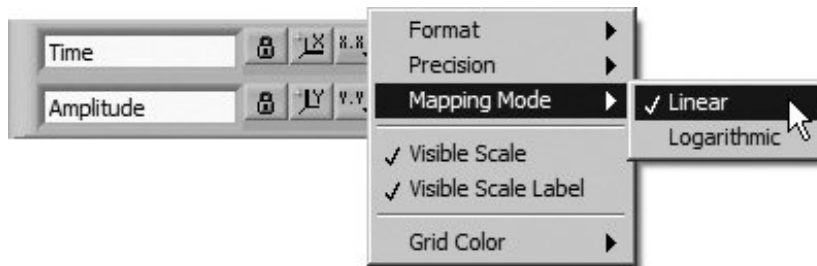 Time
X
X.X
Amplitude
Y
Y.Y
Format
Precision
Mapping Mode
Linear
Logarithmic
Visible Scale
Visible Scale Label
Grid Color